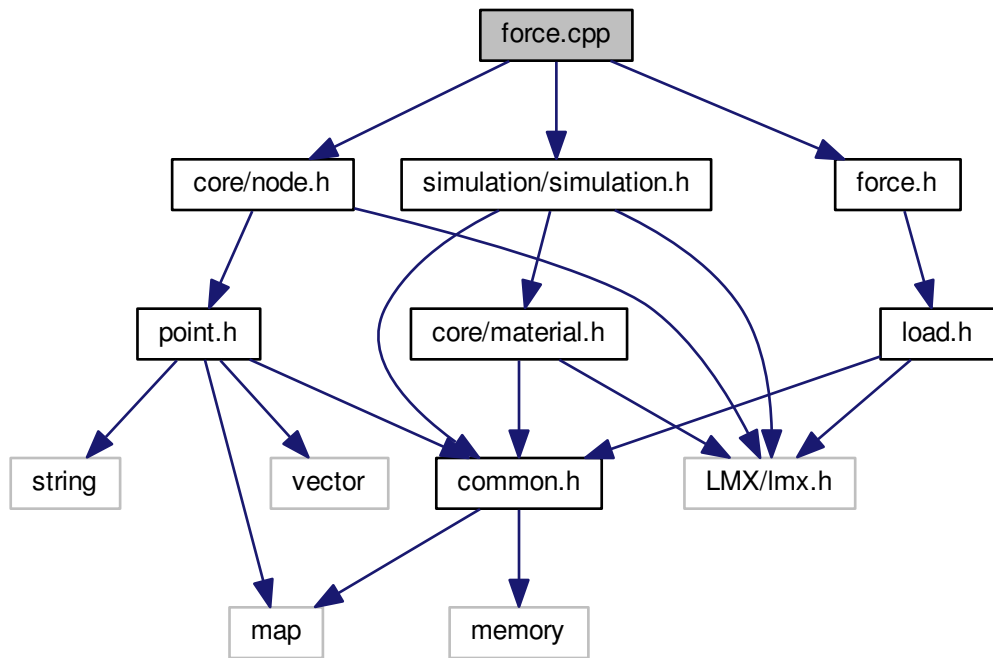 force.cpp
core/node.h
simulation/simulation.h
force.h
point.h
core/material.h
load.h
string
vector
common.h
LMX/lmx.h
map
memory